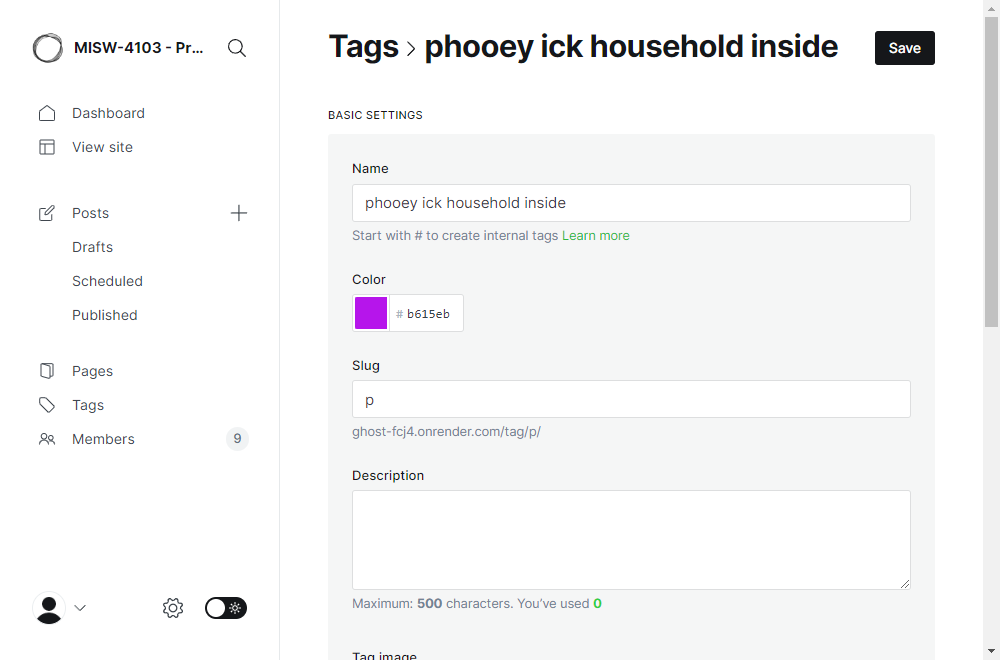 MISW-4103 - Pr...
Dashboard
View site
Posts
Drafts
Scheduled
Published
Pages
Tags
Members 9
Tags > phooey ick household inside
Save
BASIC SETTINGS
Name
phooey ick household inside
Start with # to create internal tags Learn more
Color
# b615eb
Slug
p
ghost-fcj4.onrender.com/tag/p/
Description
Maximum: 500 characters. You've used 0
Tag image